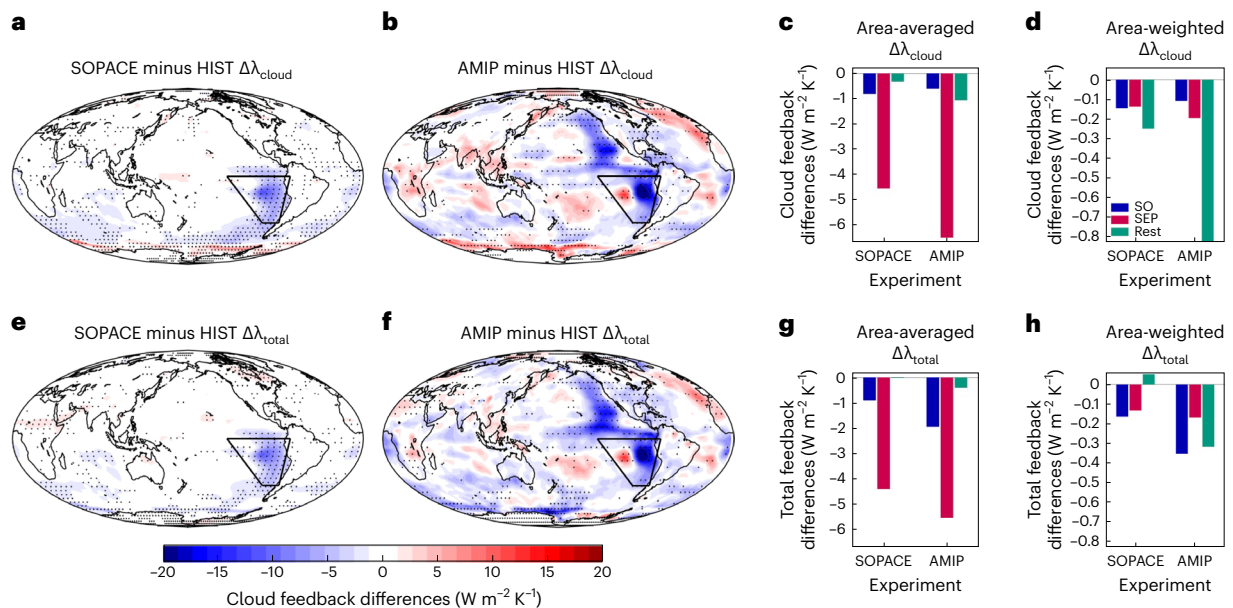 a
SOPACE minus HIST Δλcloud
b
AMIP minus HIST Δλcloud
c
Area-averaged
Δλcloud
Cloud feedback
differences (W m−2 K−1)
0
−1
−2
−3
−4
−5
−6
SOPACE AMIP
Experiment
d
Area-weighted
Δλcloud
Cloud feedback
differences (W m−2 K−1)
0
−0.1
−0.2
−0.3
−0.4
−0.5
−0.6
−0.7
−0.8
SO
SEP
Rest
SOPACE AMIP
Experiment
e
SOPACE minus HIST Δλtotal
f
AMIP minus HIST Δλtotal
−20 −15 −10 −5 0 5 10 15 20
Cloud feedback differences (W m−2 K−1)
g
Area-averaged
Δλtotal
Total feedback
differences (W m−2 K−1)
0
−1
−2
−3
−4
−5
−6
SOPACE AMIP
Experiment
h
Area-weighted
Δλtotal
Total feedback
differences (W m−2 K−1)
0
−0.1
−0.2
−0.3
−0.4
−0.5
−0.6
−0.7
−0.8
SOPACE AMIP
Experiment